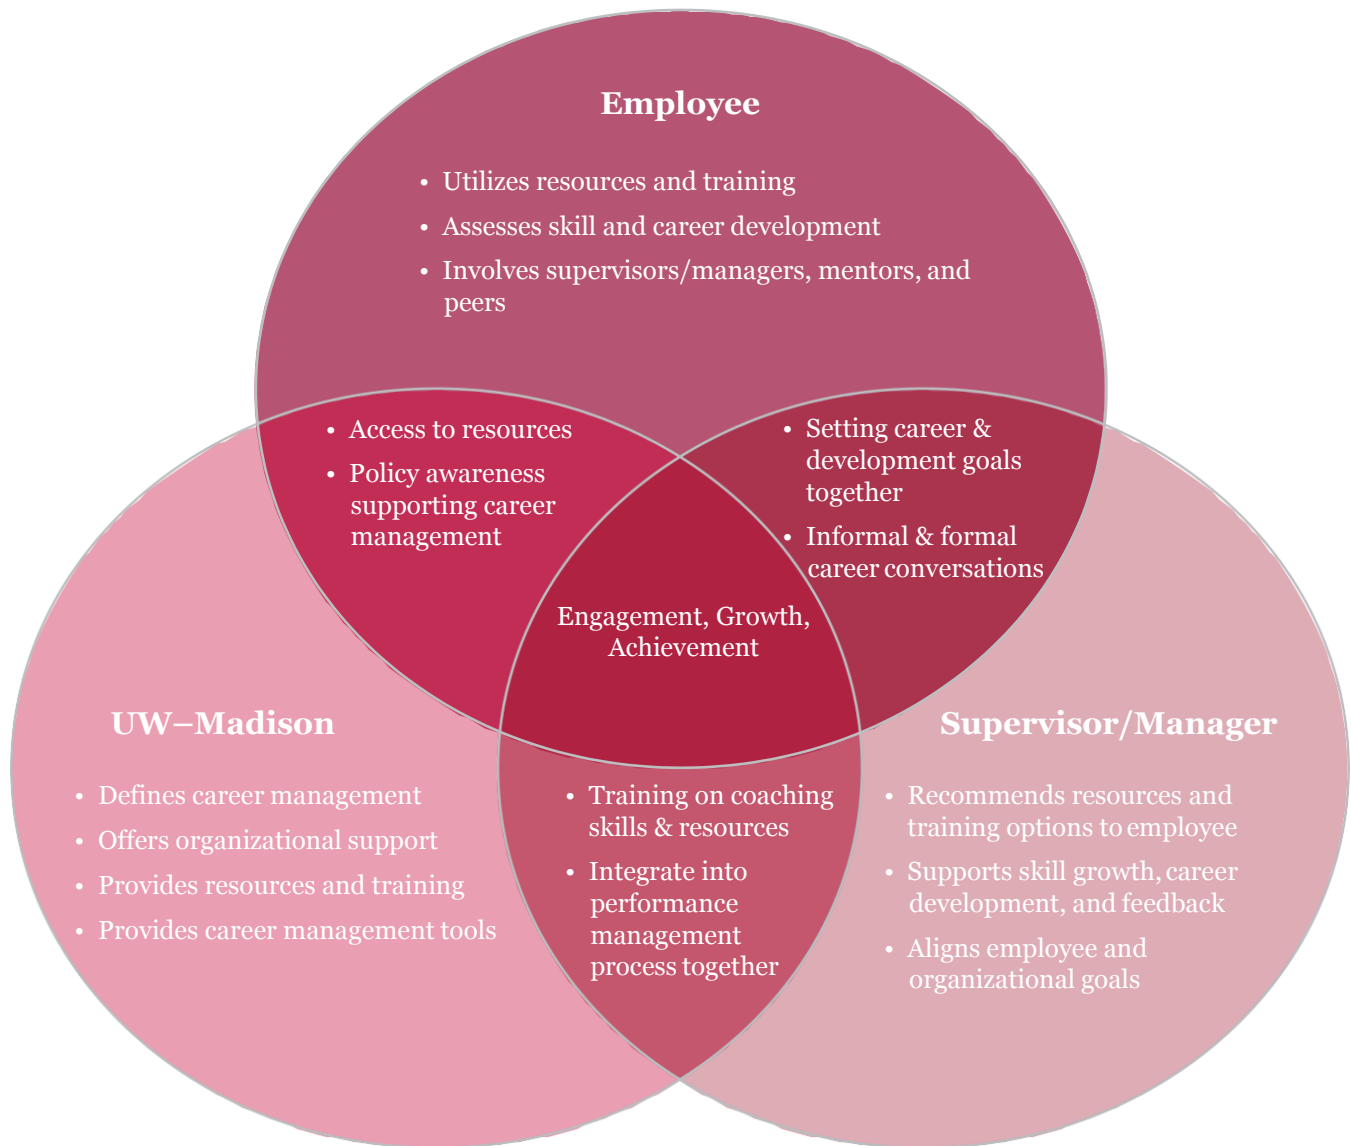 Employee
• Utilizes resources and training
• Assesses skill and career development
• Involves supervisors/managers, mentors, and
peers
• Access to resources
• Policy awareness
supporting career
management
• Setting career &
development goals
together
• Informal & formal
career conversations
Engagement, Growth,
Achievement
UW–Madison
• Defines career management
• Offers organizational support
• Provides resources and training
• Provides career management tools
• Training on coaching
skills & resources
• Integrate into
performance
management
process together
Supervisor/Manager
• Recommends resources and
training options to employee
• Supports skill growth, career
development, and feedback
• Aligns employee and
organizational goals